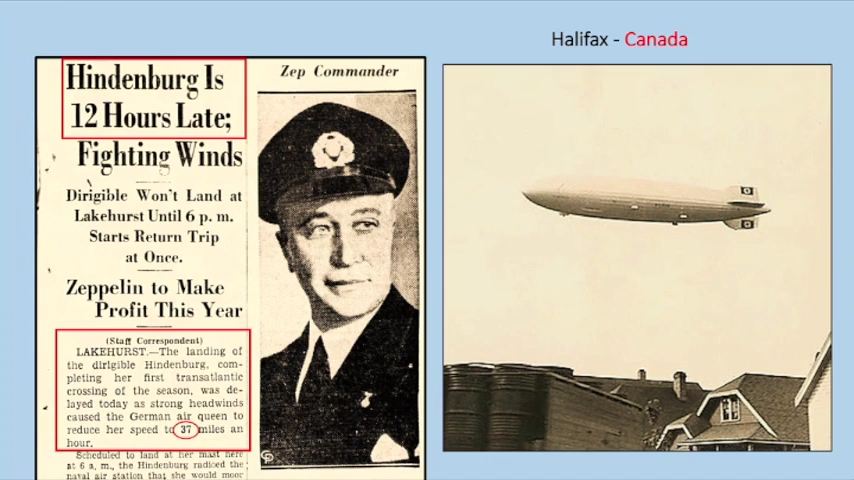 Halifax - Canada
Hindenburg Is
12 Hours Late;
Fighting Winds
Dirigible Won't Land at
Lakehurst Until 6 p. m.
Starts Return Trip
at Once.
Zeppelin to Make
Profit This Year
(Staff Correspondent)
LAKEHURST.—The landing of
the dirigible Hindenburg, com-
pleting her first transatlantic
crossing of the season, was de-
layed today as strong headwinds
caused the German air queen to
reduce her speed to 37 miles an
hour.
Scheduled to land at her mast here
at 6 a. m., the Hindenburg radioed the
naval air station that she would moor
Zep Commander